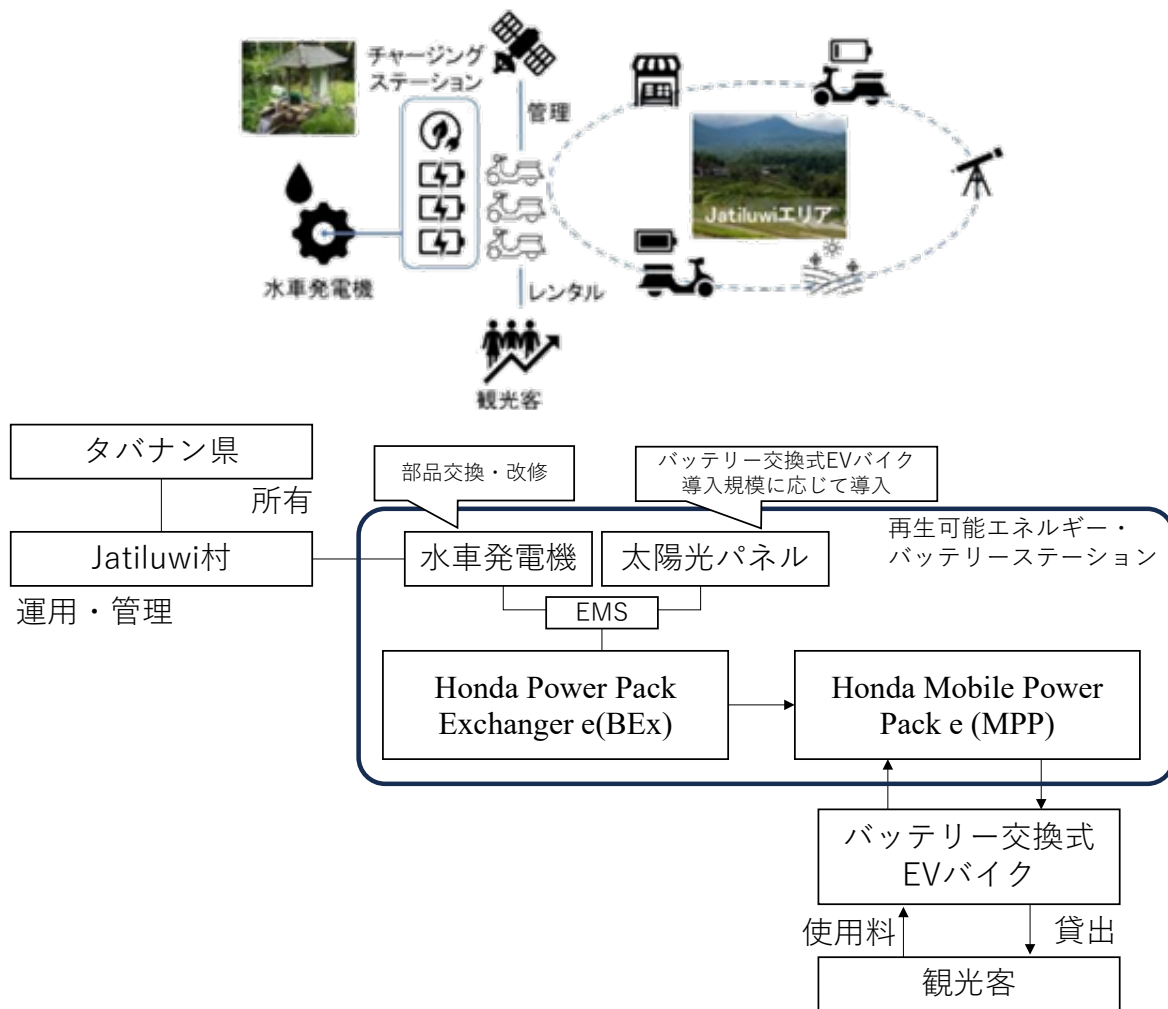 チャージング
ステーション
管理
Jatiluwiエリア
水車発電機
レンタル
観光客
タバナン県
所有
Jatiluwi村
運用・管理
部品交換・改修
バッテリー交換式EVバイク
導入規模に応じて導入
再生可能エネルギー・
バッテリーステーション
水車発電機
太陽光パネル
EMS
Honda Power Pack
Exchanger e(BEx)
Honda Mobile Power
Pack e (MPP)
バッテリー交換式
EVバイク
使用料
貸出
観光客